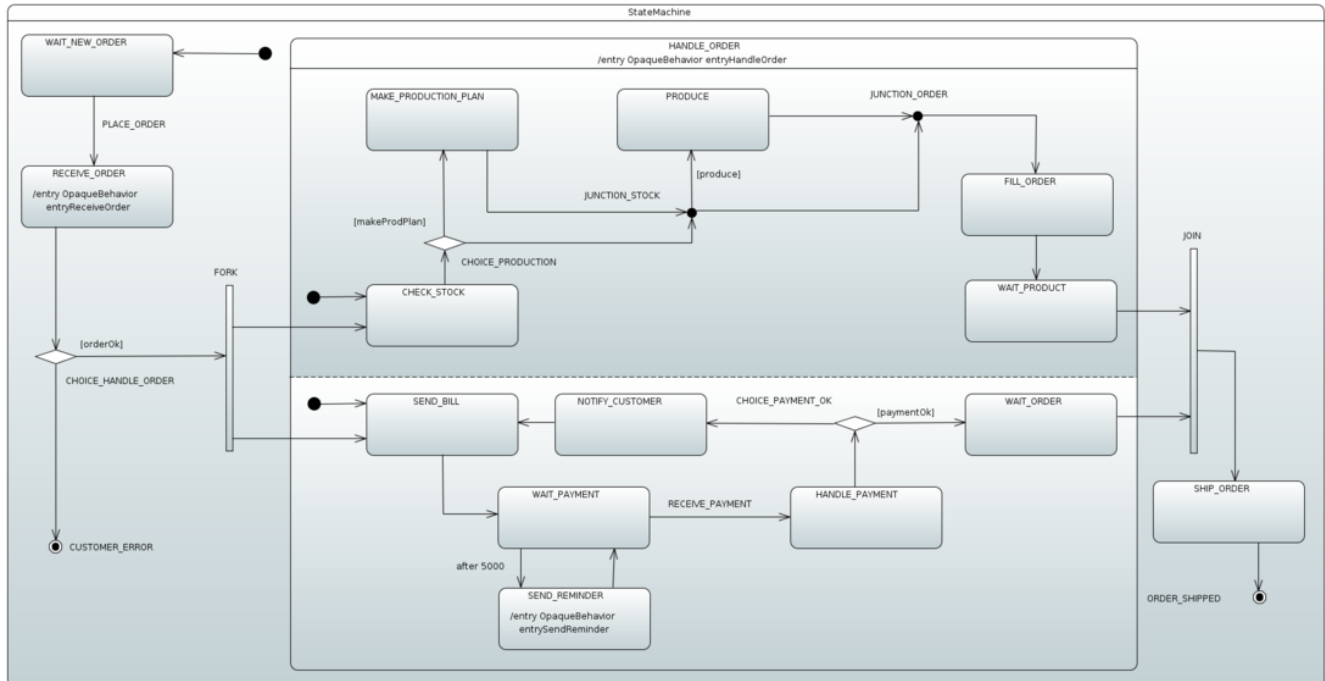 StateMachine
WAIT_NEW_ORDER
PLACE_ORDER
RECEIVE_ORDER
/entry OpaqueBehavior
entryReceiveOrder
[orderOk]
CHOICE_HANDLE_ORDER
CUSTOMER_ERROR
FORK
HANDLE_ORDER
/entry OpaqueBehavior entryHandleOrder
MAKE_PRODUCTION_PLAN
PRODUCE
JUNCTION_ORDER
[produce]
JUNCTION_STOCK
[makeProdPlan]
CHOICE_PRODUCTION
CHECK_STOCK
FILL_ORDER
WAIT_PRODUCT
SEND_BILL
NOTIFY_CUSTOMER
CHOICE_PAYMENT_OK
[paymentOk]
WAIT_ORDER
WAIT_PAYMENT
RECEIVE_PAYMENT
HANDLE_PAYMENT
after 5000
SEND_REMINDER
/entry OpaqueBehavior
entrySendReminder
JOIN
SHIP_ORDER
ORDER_SHIPPED